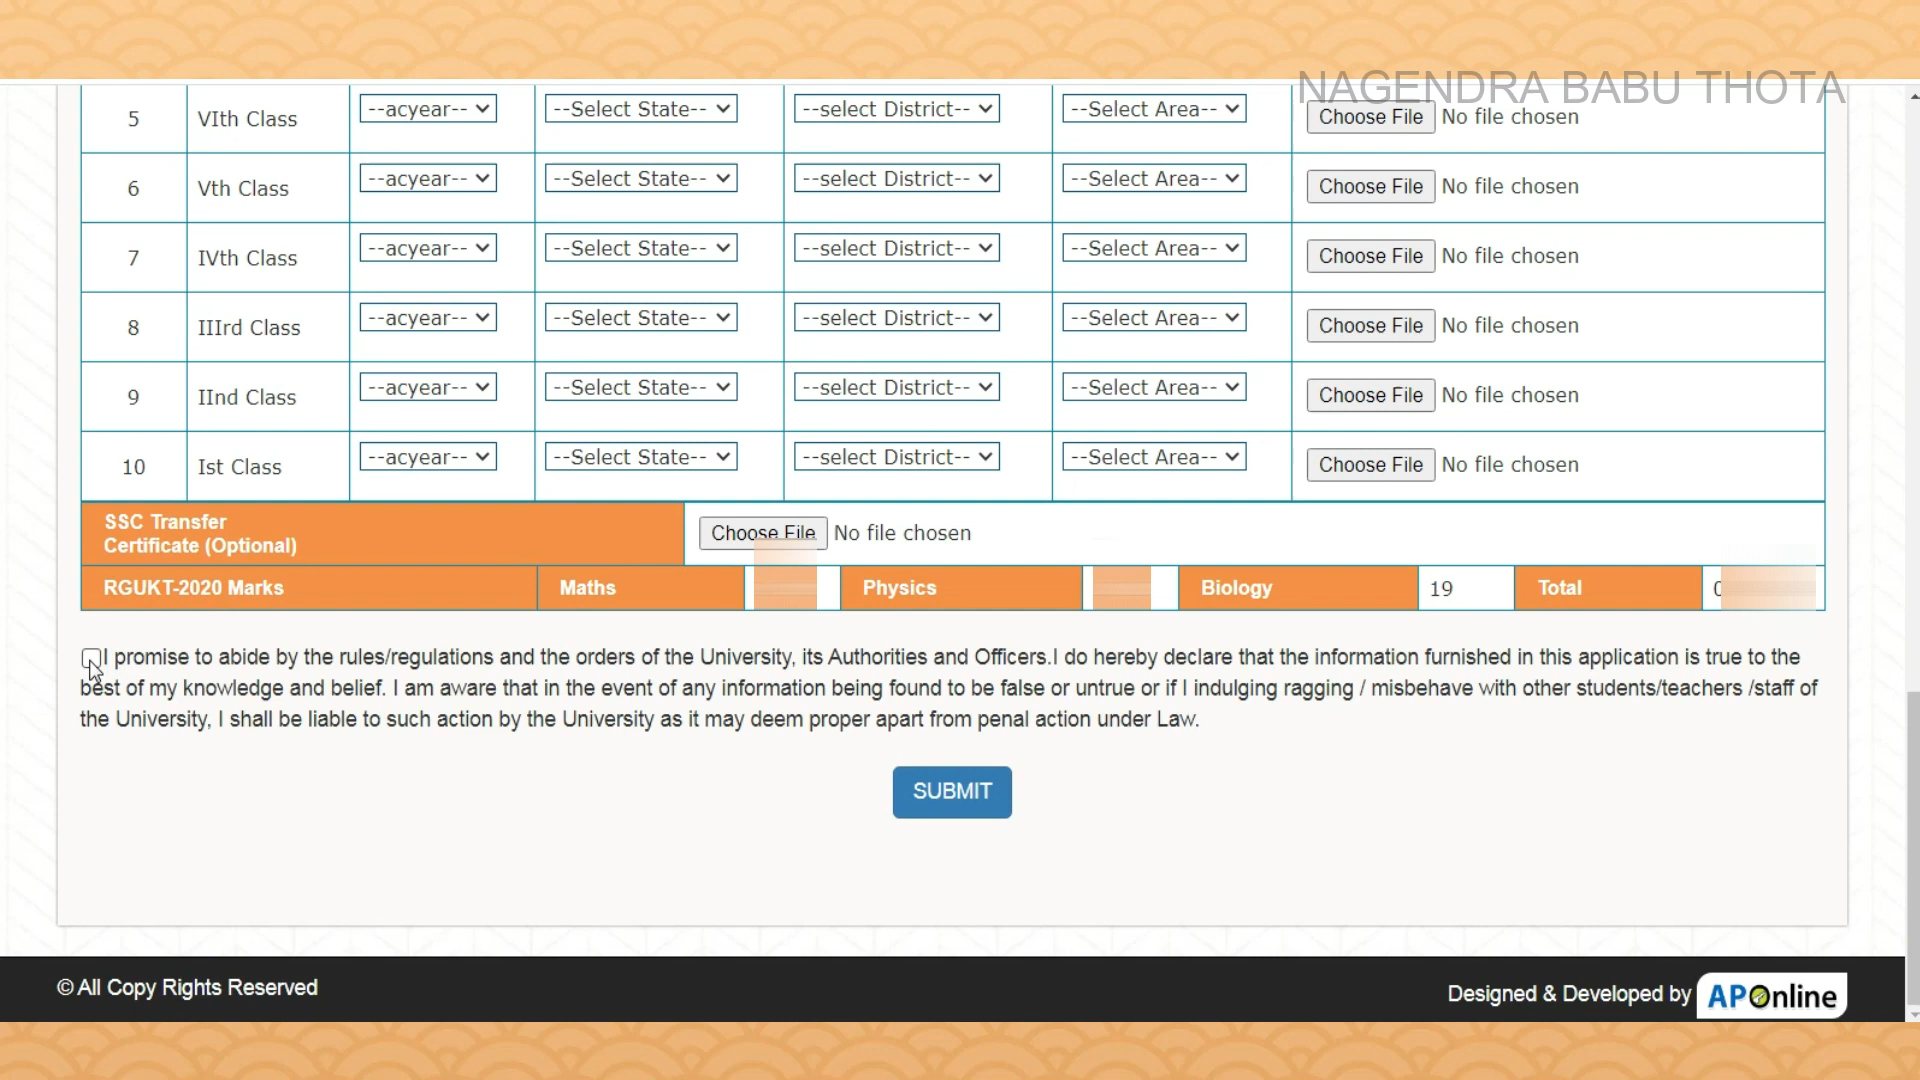 NAGENDRA BABU THOTA
5 VIth Class --acyear-- --Select State-- --select District-- --Select Area-- Choose File No file chosen
6 Vth Class --acyear-- --Select State-- --select District-- --Select Area-- Choose File No file chosen
7 IVth Class --acyear-- --Select State-- --select District-- --Select Area-- Choose File No file chosen
8 IIIrd Class --acyear-- --Select State-- --select District-- --Select Area-- Choose File No file chosen
9 IInd Class --acyear-- --Select State-- --select District-- --Select Area-- Choose File No file chosen
10 Ist Class --acyear-- --Select State-- --select District-- --Select Area-- Choose File No file chosen
SSC Transfer
Certificate (Optional)
Choose File No file chosen
RGUKT-2020 Marks Maths Physics Biology 19 Total
I promise to abide by the rules/regulations and the orders of the University, its Authorities and Officers.I do hereby declare that the information furnished in this application is true to the
best of my knowledge and belief. I am aware that in the event of any information being found to be false or untrue or if I indulging ragging / misbehave with other students/teachers /staff of
the University, I shall be liable to such action by the University as it may deem proper apart from penal action under Law.
SUBMIT
© All Copy Rights Reserved
Designed & Developed by APOnline